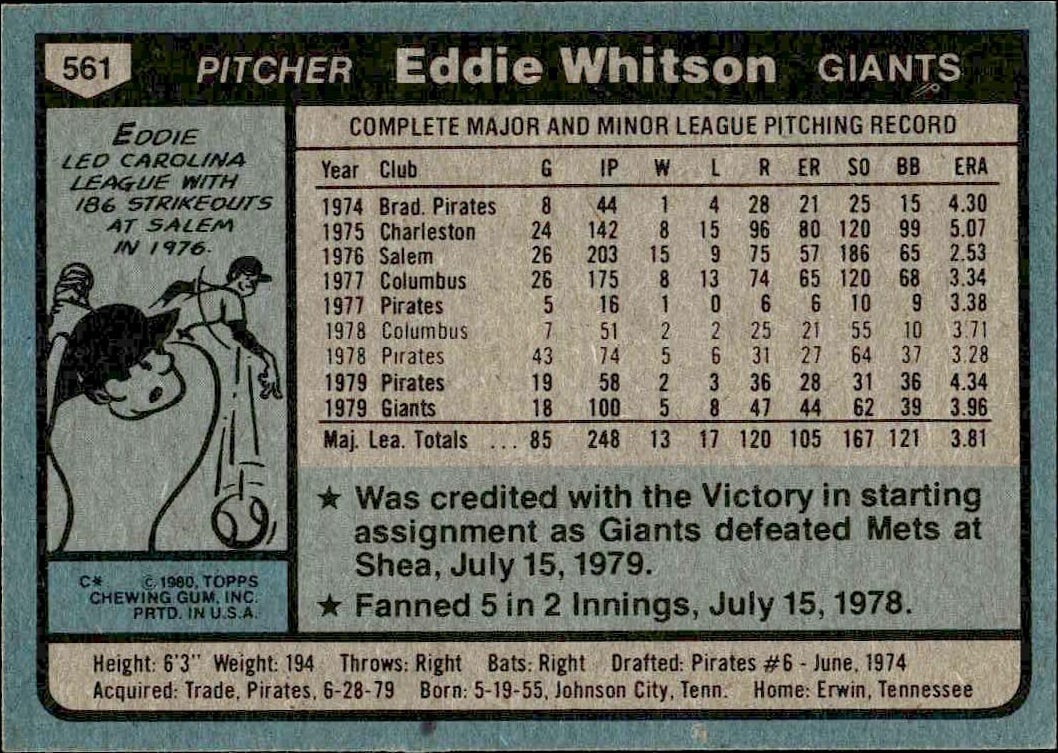 561 PITCHER Eddie Whitson GIANTS
EDDIE
LED CAROLINA
LEAGUE WITH
186 STRIKEOUTS
AT SALEM
IN 1976.
C* © 1980, TOPPS
CHEWING GUM, INC.
PRTD. IN U.S.A.
COMPLETE MAJOR AND MINOR LEAGUE PITCHING RECORD
Year Club G IP W L R ER SO BB ERA
1974 Brad. Pirates 8 44 1 4 28 21 25 15 4.30
1975 Charleston 24 142 8 15 96 80 120 99 5.07
1976 Salem 26 203 15 9 75 57 186 65 2.53
1977 Columbus 26 175 8 13 74 65 120 68 3.34
1977 Pirates 5 16 1 0 6 6 10 9 3.38
1978 Columbus 7 51 2 2 25 21 55 10 3.71
1978 Pirates 43 74 5 6 31 27 64 37 3.28
1979 Pirates 19 58 2 3 36 28 31 36 4.34
1979 Giants 18 100 5 8 47 44 62 39 3.96
Maj. Lea. Totals ... 85 248 13 17 120 105 167 121 3.81
★ Was credited with the Victory in starting
assignment as Giants defeated Mets at
Shea, July 15, 1979.
★ Fanned 5 in 2 Innings, July 15, 1978.
Height: 6'3" Weight: 194 Throws: Right Bats: Right Drafted: Pirates #6 - June, 1974
Acquired: Trade, Pirates, 6-28-79 Born: 5-19-55, Johnson City, Tenn. Home: Erwin, Tennessee